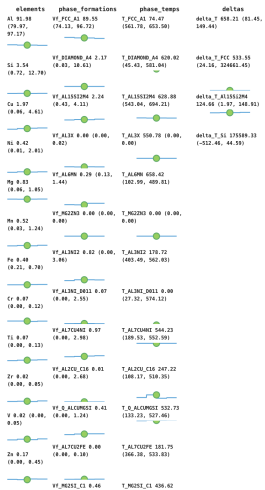 elements phase_formations phase_temps deltas
Al 91.98 (79.97, 97.17)
Vf_FCC_A1 89.55 (74.13, 96.72)
T_FCC_A1 74.47 (561.78, 653.50)
delta_T 658.21 (81.45, 149.44)
Si 3.54 (0.72, 12.70)
Vf_DIAMOND_A4 2.17 (0.03, 10.61)
T_DIAMOND_A4 620.02 (45.43, 581.04)
delta_T_FCC 533.55 (24.16, 324661.45)
Cu 1.97 (0.06, 4.61)
Vf_AL15SI2M4 2.24 (0.43, 4.11)
T_AL15SI2M4 628.88 (543.04, 694.21)
delta_T_Al15Si2M4 124.66 (1.97, 148.91)
Ni 0.42 (0.01, 2.01)
Vf_AL3X 0.00 (0.00, 0.02)
T_AL3X 550.78 (0.00, 0.00)
delta_T_Si 175589.33 (-512.46, 44.59)
Mg 0.83 (0.06, 1.05)
Vf_AL6MN 0.29 (0.13, 1.44)
T_AL6MN 658.42 (102.99, 489.81)
Mn 0.52 (0.03, 1.24)
Vf_MG2ZN3 0.00 (0.00, 0.00)
T_MG2ZN3 0.00 (0.00, 0.00)
Fe 0.40 (0.21, 0.70)
Vf_AL3NI2 0.82 (0.00, 3.06)
T_AL3NI2 178.72 (403.49, 562.03)
Cr 0.07 (0.00, 0.12)
Vf_AL3NI_D011 0.07 (0.00, 2.55)
T_AL3NI_D011 0.00 (27.32, 574.12)
Ti 0.07 (0.00, 0.13)
Vf_AL7CU4NI 0.97 (0.00, 2.98)
T_AL7CU4NI 544.23 (189.53, 552.59)
Zr 0.02 (0.00, 0.05)
Vf_AL2CU_C16 0.01 (0.00, 2.68)
T_AL2CU_C16 247.22 (108.17, 510.35)
V 0.02 (0.00, 0.05)
Vf_Q_ALCUMGSI 0.41 (0.00, 1.24)
T_Q_ALCUMGSI 532.73 (133.23, 527.46)
Zn 0.17 (0.00, 0.45)
Vf_AL7CU2FE 0.00 (0.00, 0.10)
T_AL7CU2FE 181.75 (366.38, 533.83)
Vf_MG2SI_C1 0.46
T_MG2SI_C1 436.62